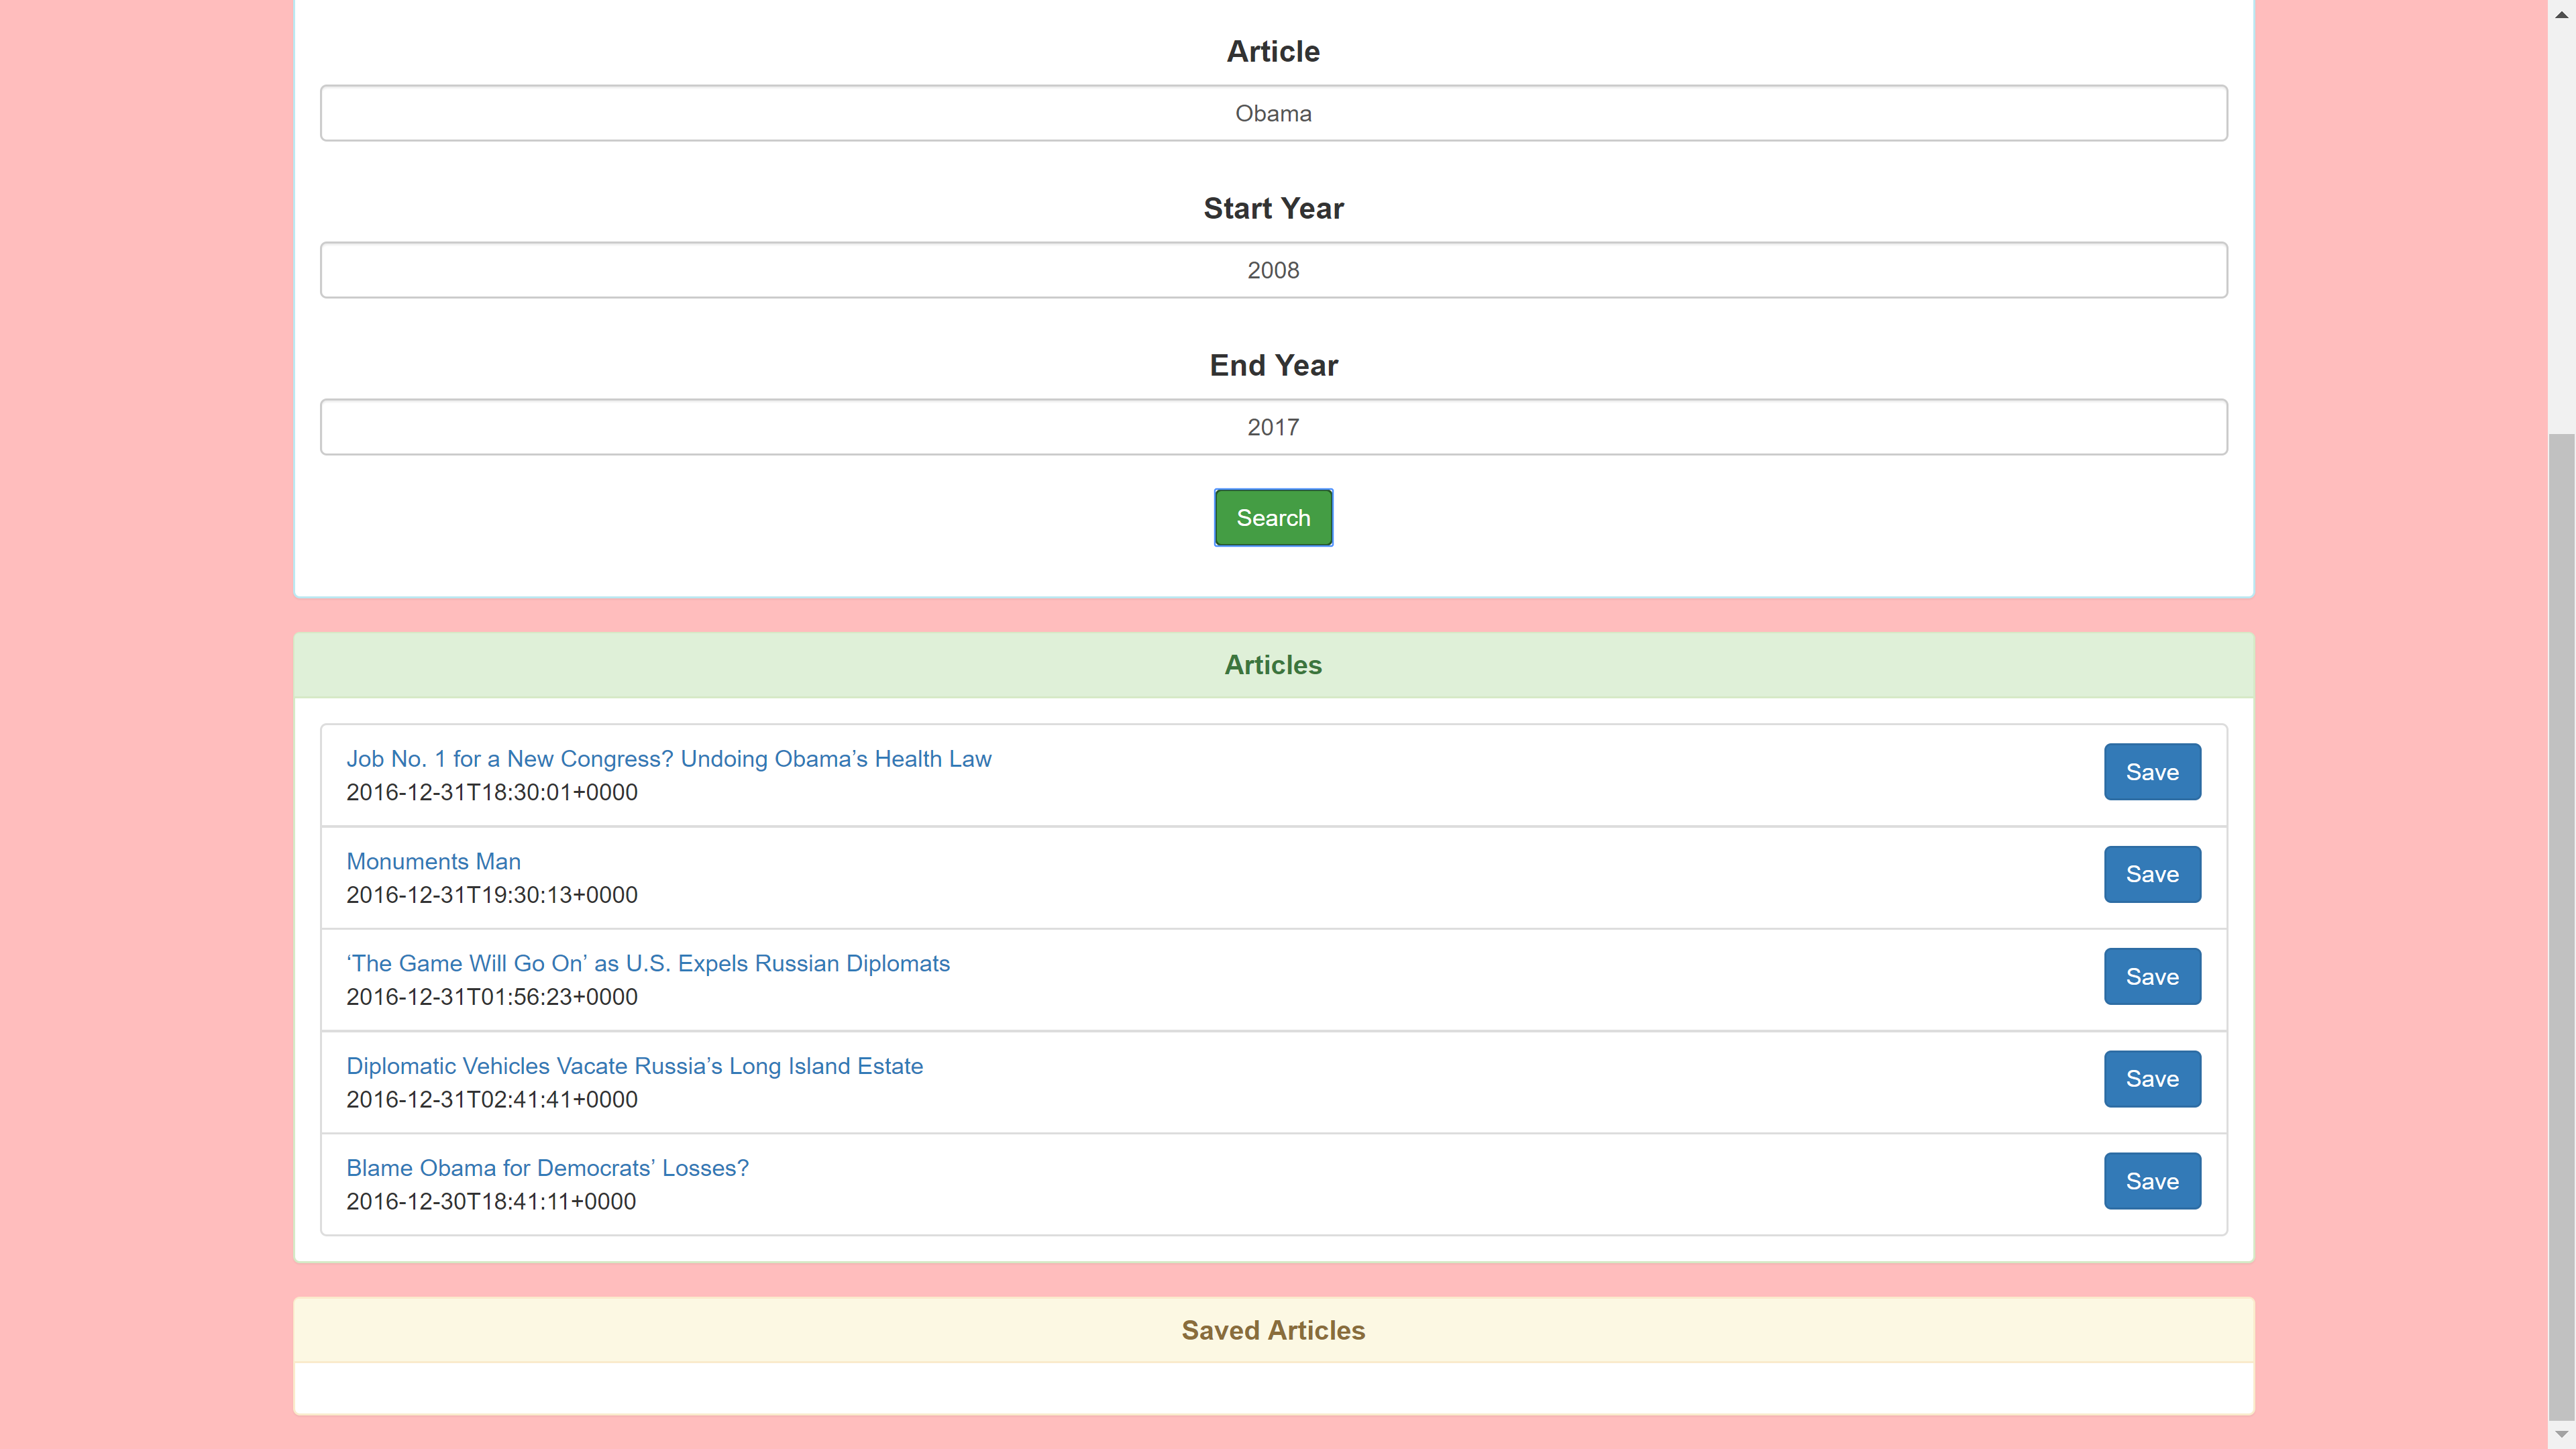 Article
Obama
Start Year
2008
End Year
2017
Search
Articles
Job No. 1 for a New Congress? Undoing Obama’s Health Law
2016-12-31T18:30:01+0000
Save
Monuments Man
2016-12-31T19:30:13+0000
Save
‘The Game Will Go On’ as U.S. Expels Russian Diplomats
2016-12-31T01:56:23+0000
Save
Diplomatic Vehicles Vacate Russia’s Long Island Estate
2016-12-31T02:41:41+0000
Save
Blame Obama for Democrats’ Losses?
2016-12-30T18:41:11+0000
Save
Saved Articles